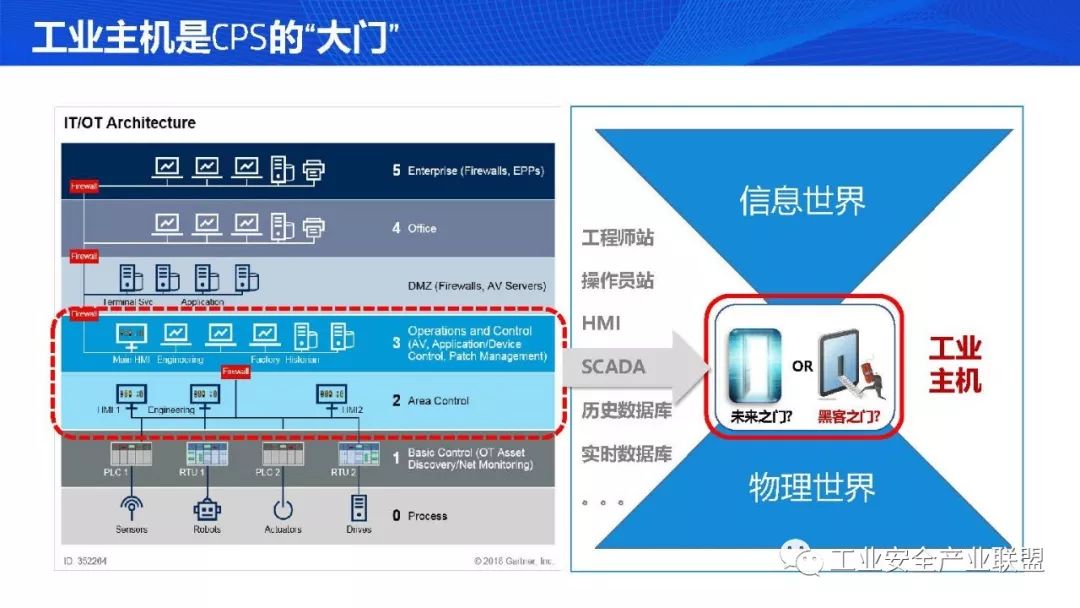 工业主机是CPS的“大门”
IT/OT Architecture
5 Enterprise (Firewalls, EPPs)
Firewall
4 Office
Firewall
DMZ (Firewalls, AV Servers)
Terminal Svc Application
Firewall
3 Operations and Control
(AV, Application/Device
Control, Patch Management)
Main HMI Engineering Factory Historian
Firewall
2 Area Control
HMI 1 Engineering HMI2
1 Basic Control (OT Asset
Discovery/Net Monitoring)
PLC 1 RTU 1 PLC 2 RTU 2
0 Process
Sensors Robots Actuators Drives
ID: 352264 © 2018 Gartner, Inc.
信息世界
工程师站
操作员站
HMI
SCADA
历史数据库
实时数据库
. . .
OR
未来之门? 黑客之门?
工业
主机
物理世界
工业安全产业联盟